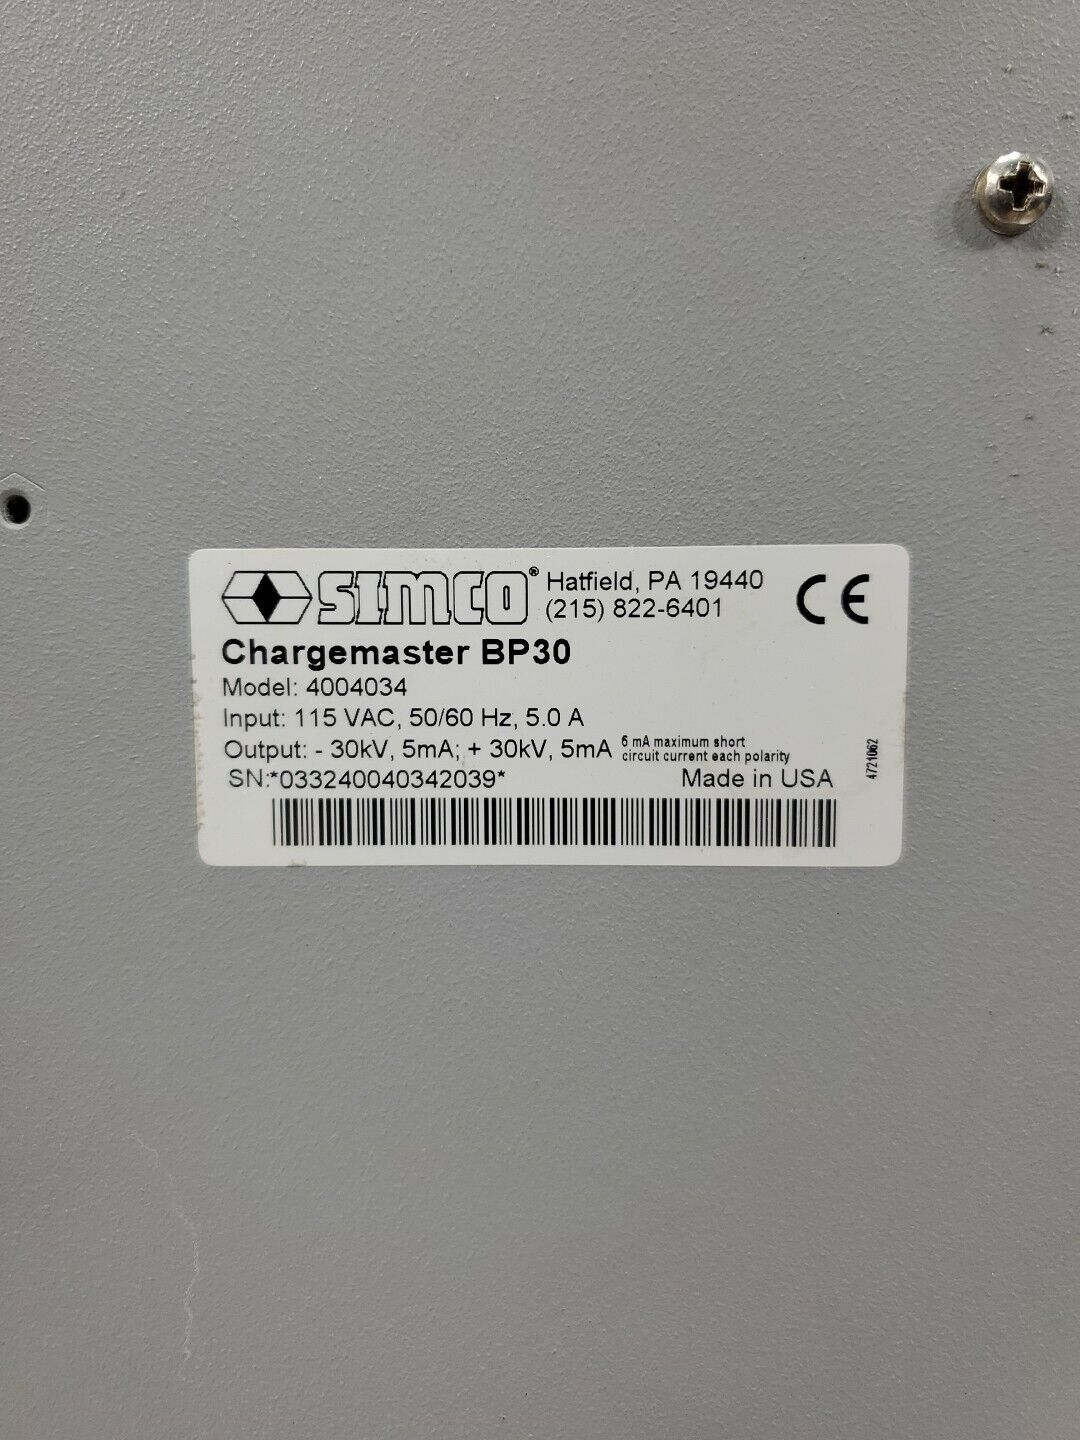 SIMCO® Hatfield, PA 19440
(215) 822-6401
CE
Chargemaster BP30
Model: 4004034
Input: 115 VAC, 50/60 Hz, 5.0 A
Output: - 30kV, 5mA; + 30kV, 5mA 6 mA maximum short
circuit current each polarity
SN:*033240040342039* Made in USA
4721062